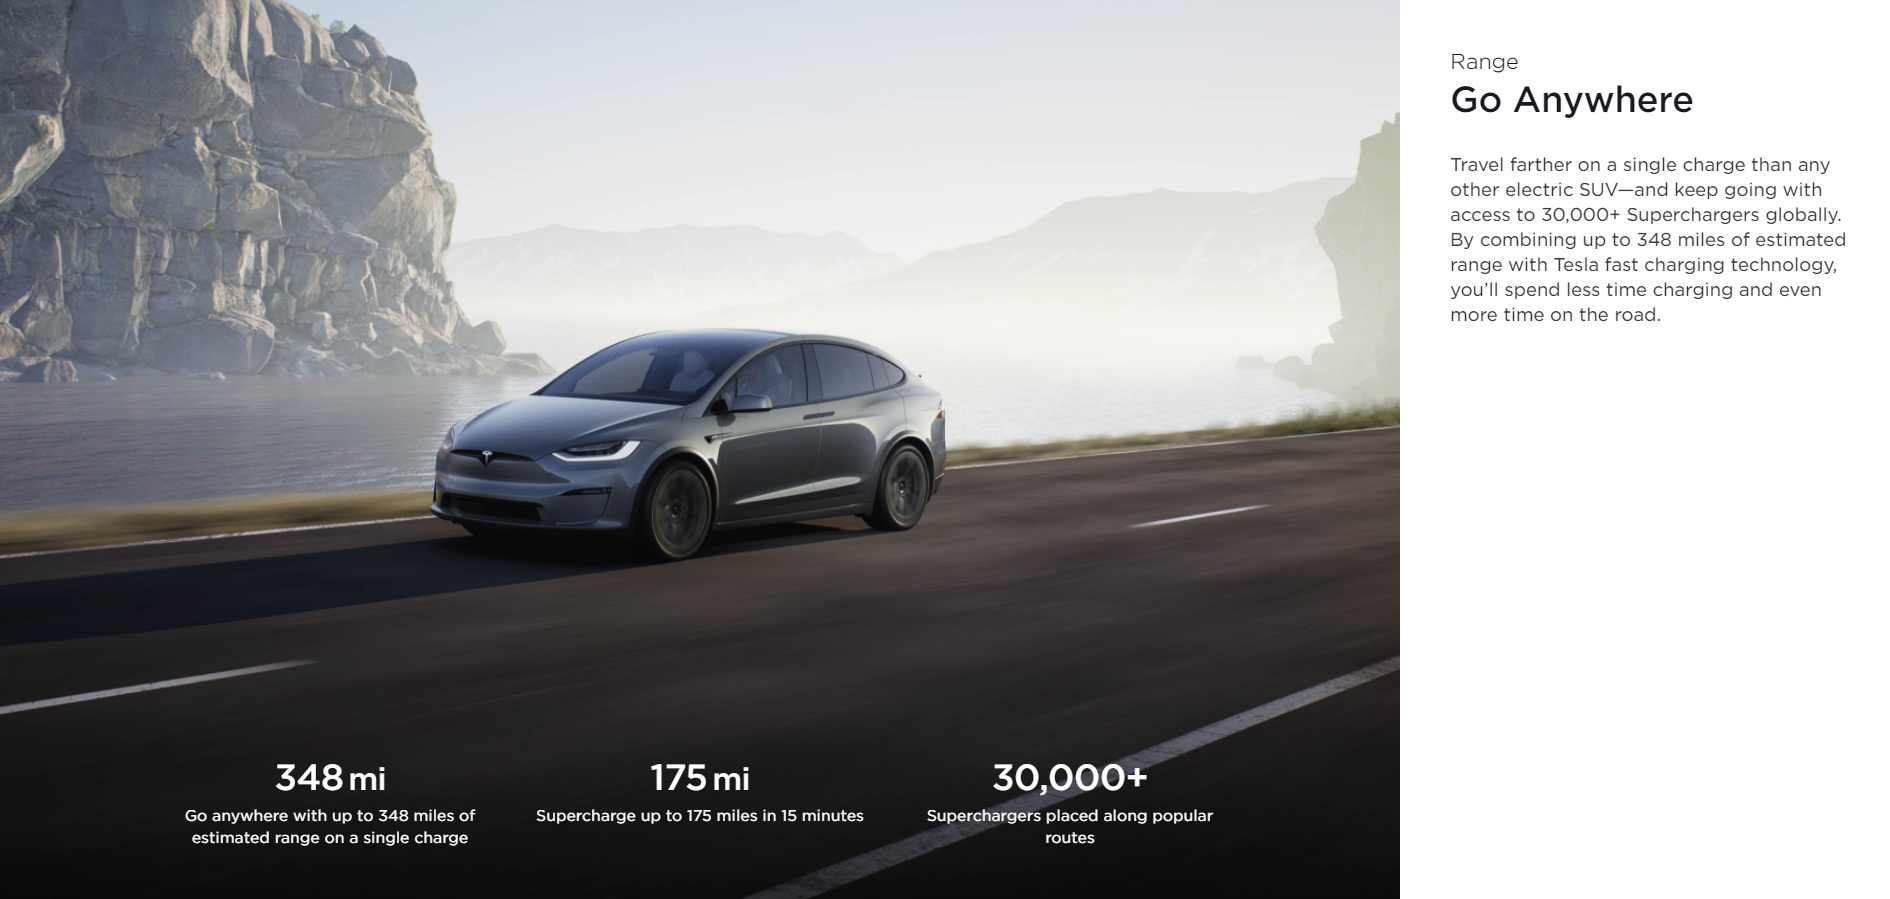 Range
Go Anywhere
Travel farther on a single charge than any
other electric SUV—and keep going with
access to 30,000+ Superchargers globally.
By combining up to 348 miles of estimated
range with Tesla fast charging technology,
you’ll spend less time charging and even
more time on the road.
348 mi
Go anywhere with up to 348 miles of
estimated range on a single charge
175 mi
Supercharge up to 175 miles in 15 minutes
30,000+
Superchargers placed along popular
routes